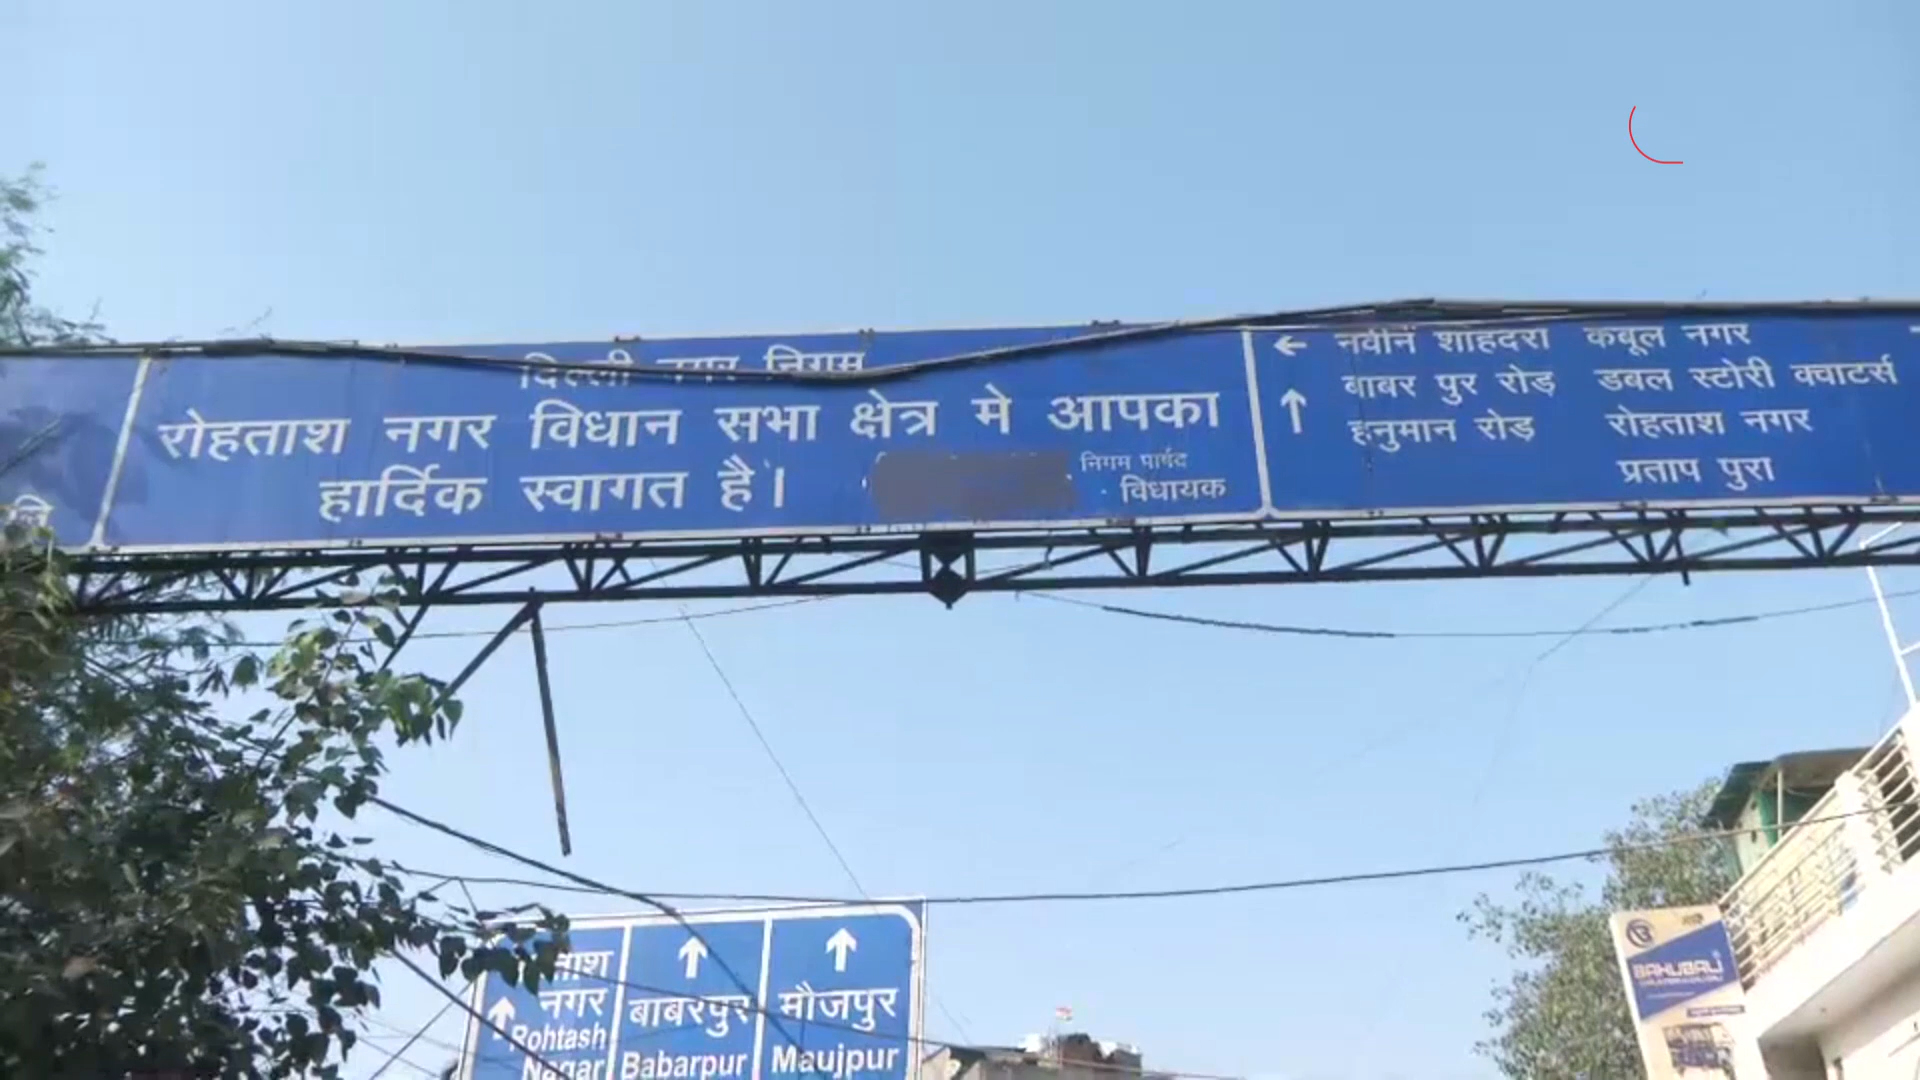 दिल्ली नगर निगम
रोहताश नगर विधान सभा क्षेत्र मे आपका
हार्दिक स्वागत है।
निगम पार्षद
विधायक
← नवीन शाहदरा कबूल नगर
↑ बाबर पुर रोड़ डबल स्टोरी क्वाटर्स
हनुमान रोड़ रोहताश नगर
प्रताप पुरा
नगर
Rohtash
Nagar
बाबरपुर
Babarpur
मौजपुर
Maujpur
BAHUBALI